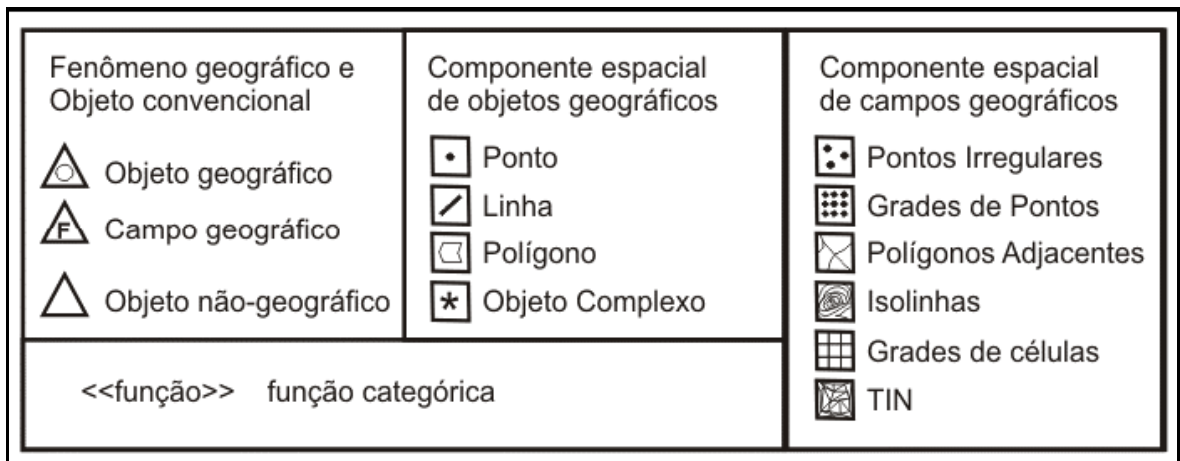 Fenômeno geográfico e
Objeto convencional
Objeto geográfico
F
Campo geográfico
Objeto não-geográfico
Componente espacial
de objetos geográficos
Ponto
Linha
Polígono
* Objeto Complexo
Componente espacial
de campos geográficos
Pontos Irregulares
Grades de Pontos
Polígonos Adjacentes
Isolinhas
Grades de células
TIN
<<função>> função categórica